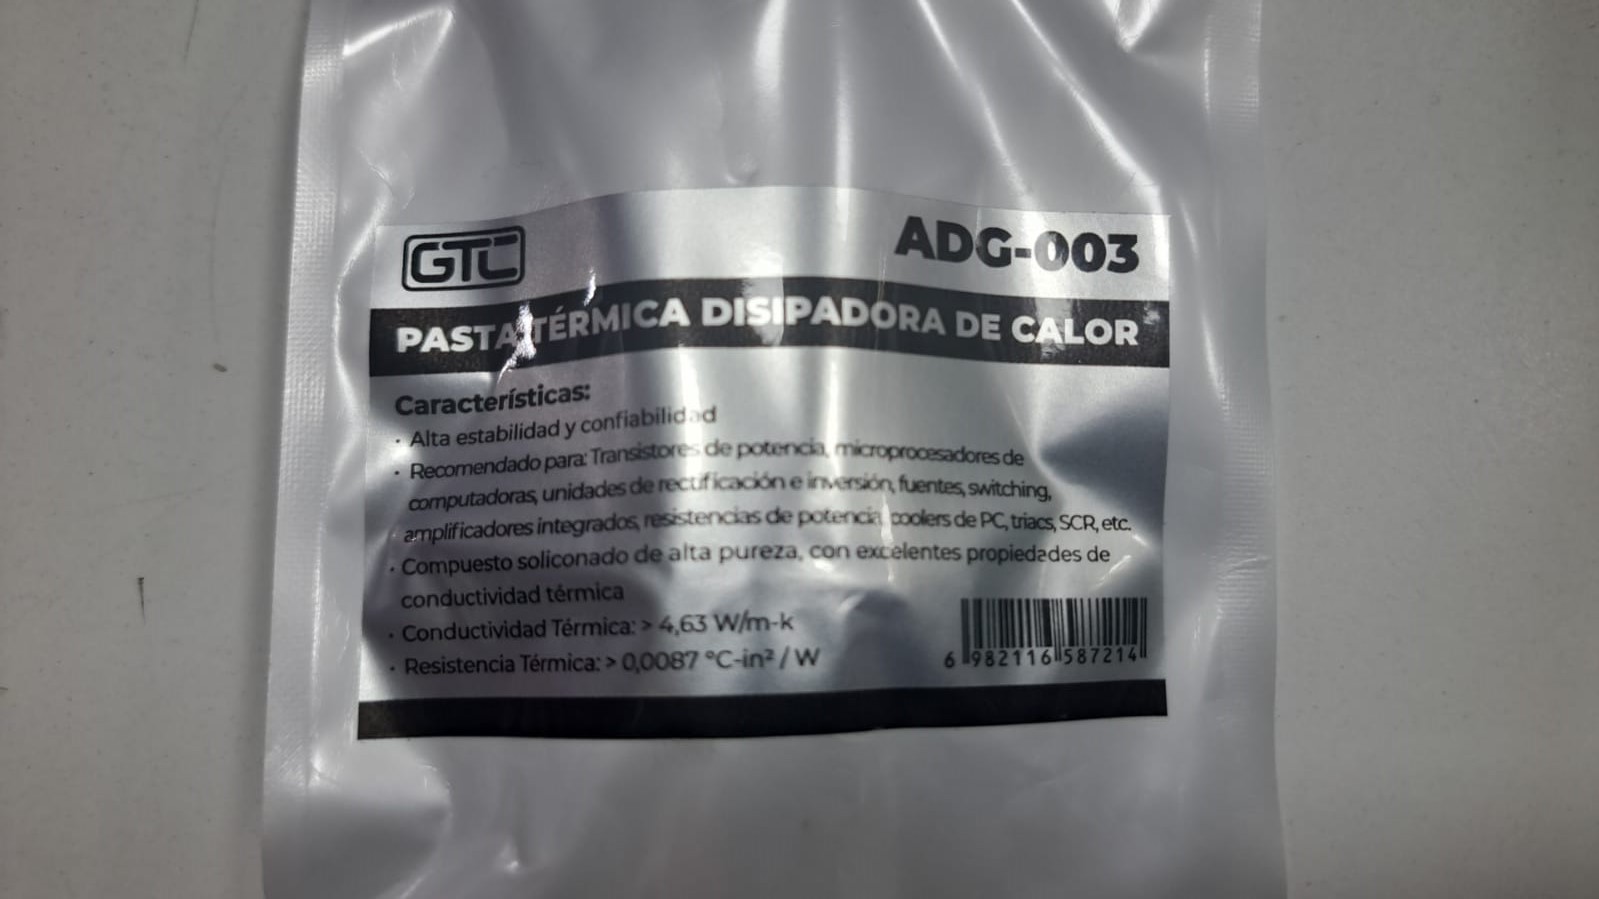 GTC
ADG-003
PASTA TÉRMICA DISIPADORA DE CALOR
Características:
· Alta estabilidad y confiabilidad
· Recomendado para: Transistores de potencia, microprocesadores de
computadoras, unidades de rectificación e inversión, fuentes, switching,
amplificadores integrados, resistencias de potencia, coolers de PC, triacs, SCR, etc.
· Compuesto soliconado de alta pureza, con excelentes propiedades de
conductividad térmica
· Conductividad Térmica: > 4,63 W/m-k
· Resistencia Térmica: > 0,0087 °C-in² / W
6 982116 587214